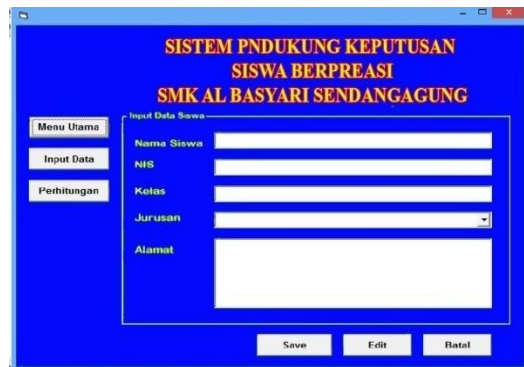 SISTEM PNDUKUNG KEPUTUSAN
SISWA BERPREASI
SMK AL BASYARI SENDANGAGUNG
Menu Utama
Input Data
Perhitungan
Input Data Siswa
Nama Siswa
NIS
Kelas
Jurusan
Alamat
Save Edit Batal